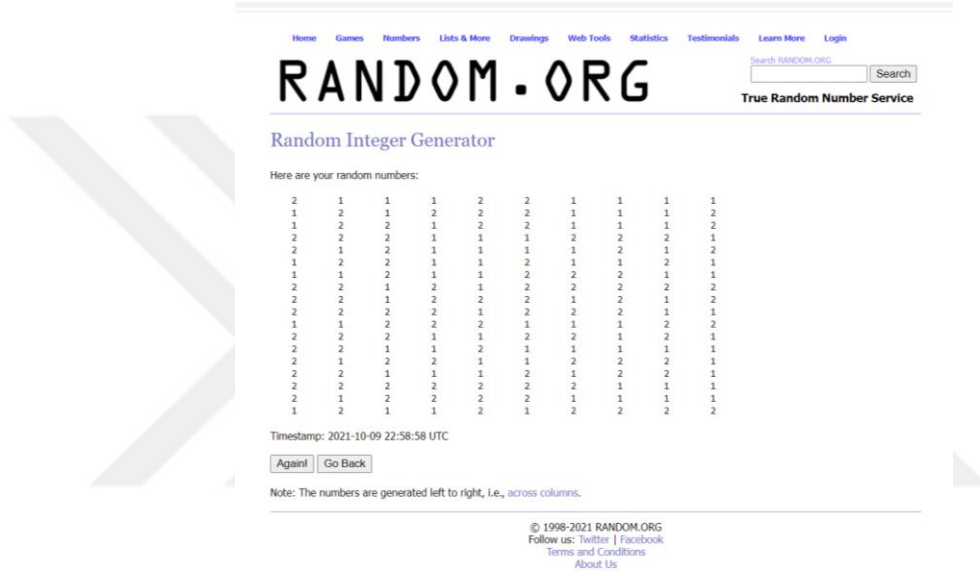 Home Games Numbers Lists & More Drawings Web Tools Statistics Testimonials Learn More Login
RANDOM.ORG
Search RANDOM.ORG
Search
True Random Number Service
Random Integer Generator
Here are your random numbers:
2 1 1 1 2 2 1 1 1 1
1 2 1 2 2 2 1 1 1 2
1 2 2 1 2 2 1 1 1 2
2 2 2 1 1 1 2 2 2 1
2 1 2 1 1 1 1 2 1 2
1 2 2 1 1 2 1 1 2 1
1 1 2 1 1 2 2 2 1 1
2 2 1 2 1 2 2 2 2 2
2 2 1 2 2 2 1 2 1 2
2 2 2 2 1 2 2 2 1 1
1 1 2 2 2 1 1 1 2 2
2 2 2 1 1 2 2 1 2 1
2 2 1 1 2 1 1 1 1 1
2 1 2 2 1 1 2 2 2 1
2 2 1 1 1 2 1 2 2 1
2 2 2 2 2 2 2 1 1 1
2 1 2 2 2 2 1 1 1 1
1 2 1 1 2 1 2 2 2 2
Timestamp: 2021-10-09 22:58:58 UTC
Again! Go Back
Note: The numbers are generated left to right, i.e., across columns.
© 1998-2021 RANDOM.ORG
Follow us: Twitter | Facebook
Terms and Conditions
About Us